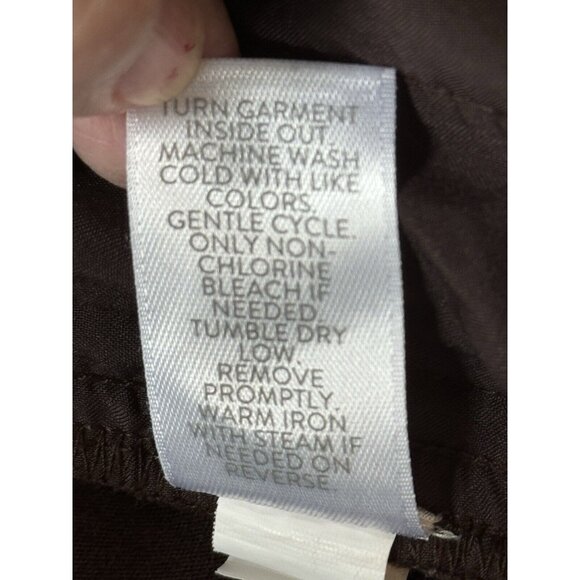 TURN GARMENT
INSIDE OUT
MACHINE WASH
COLD WITH LIKE
COLORS.
GENTLE CYCLE.
ONLY NON-
CHLORINE
BLEACH IF
NEEDED.
TUMBLE DRY
LOW.
REMOVE
PROMPTLY.
WARM IRON
WITH STEAM IF
NEEDED ON
REVERSE.